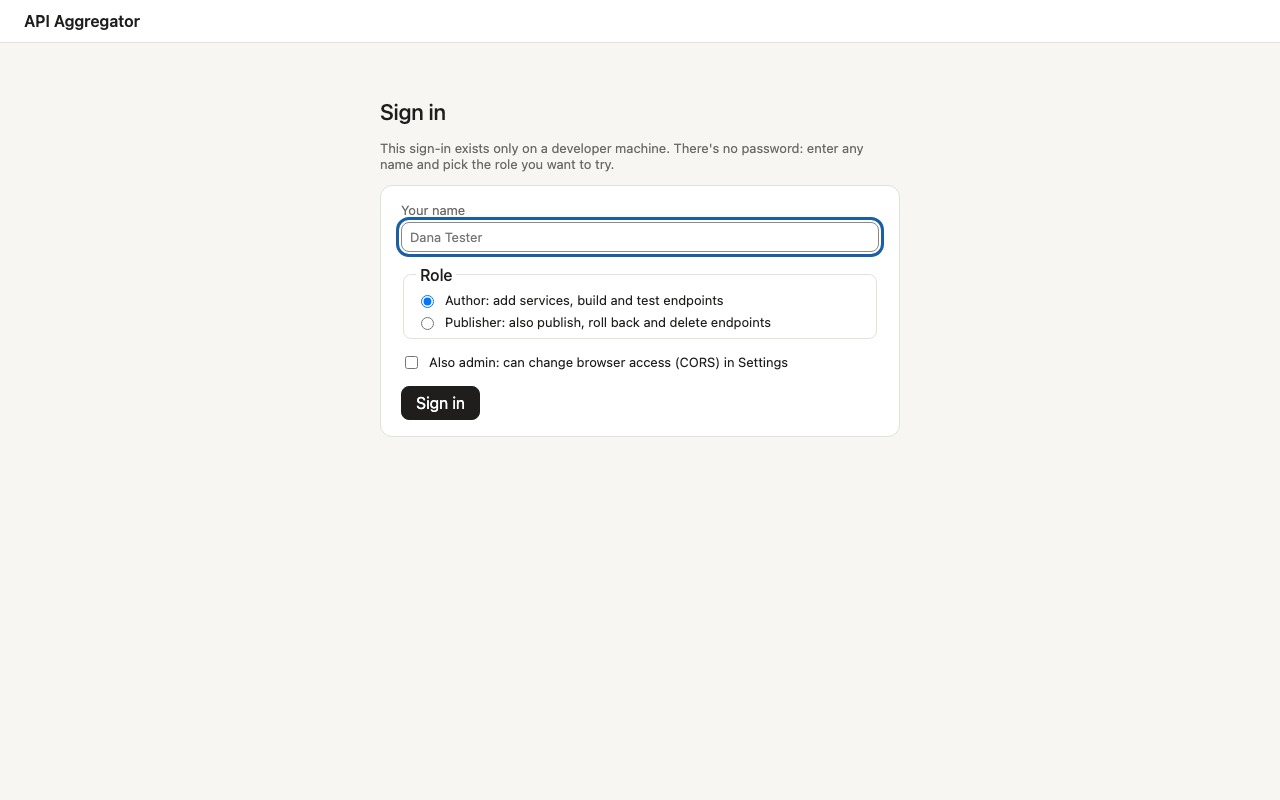 API Aggregator
Sign in
This sign-in exists only on a developer machine. There's no password: enter any
name and pick the role you want to try.
Your name
Dana Tester
Role
Author: add services, build and test endpoints
Publisher: also publish, roll back and delete endpoints
Also admin: can change browser access (CORS) in Settings
Sign in